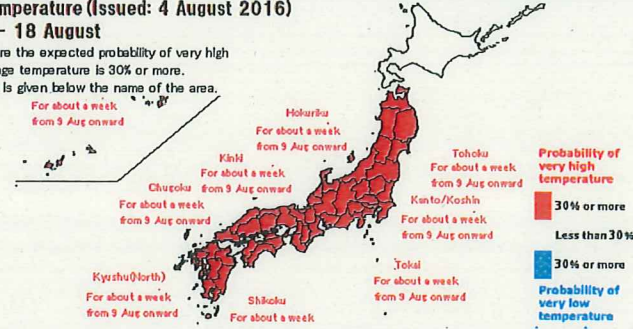 mperature (Issued: 4 August 2016)
- 18 August
re the expected probability of very high
ge temperature is 30% or more.
is given below the name of the area.
For about a week
from 9 Aug onward
Hokuriku
For about a week
from 9 Aug onward
Kinki
For about a week
from 9 Aug onward
Chugoku
For about a week
from 9 Aug onward
Tohoku
For about a week
from 9 Aug onward
Kanto/Koshin
For about a week
from 9 Aug onward
Tokai
For about a week
from 9 Aug onward
Kyushu(North)
For about a week
from 9 Aug onward
Shikoku
For about a week
Probability of
very high
temperature
30% or more
Less than 30%
30% or more
Probability of
very low
temperature